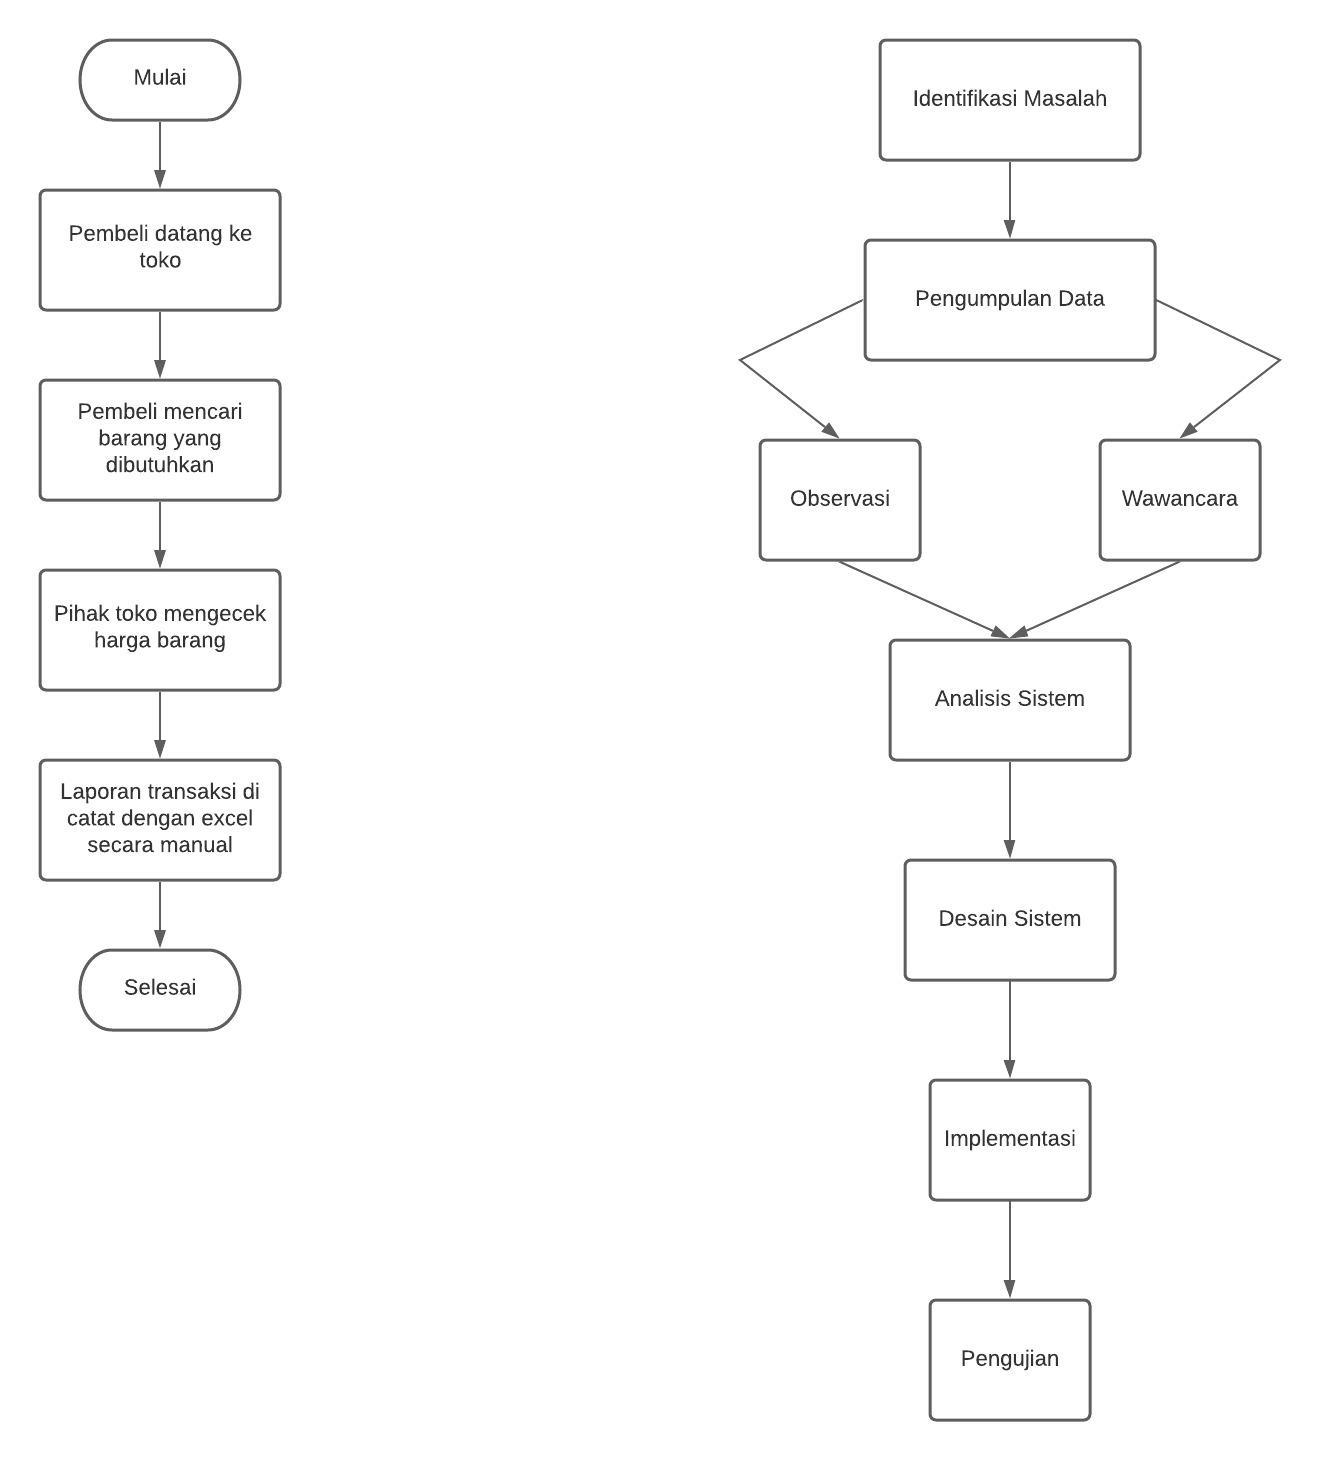 Mulai
Pembeli datang ke
toko
Pembeli mencari
barang yang
dibutuhkan
Pihak toko mengecek
harga barang
Laporan transaksi di
catat dengan excel
secara manual
Selesai
Identifikasi Masalah
Pengumpulan Data
Observasi
Wawancara
Analisis Sistem
Desain Sistem
Implementasi
Pengujian